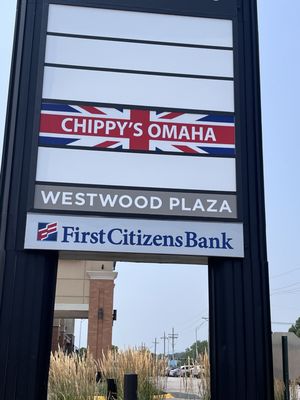 CHIPPY'S OMAHA
WESTWOOD PLAZA
First Citizens Bank